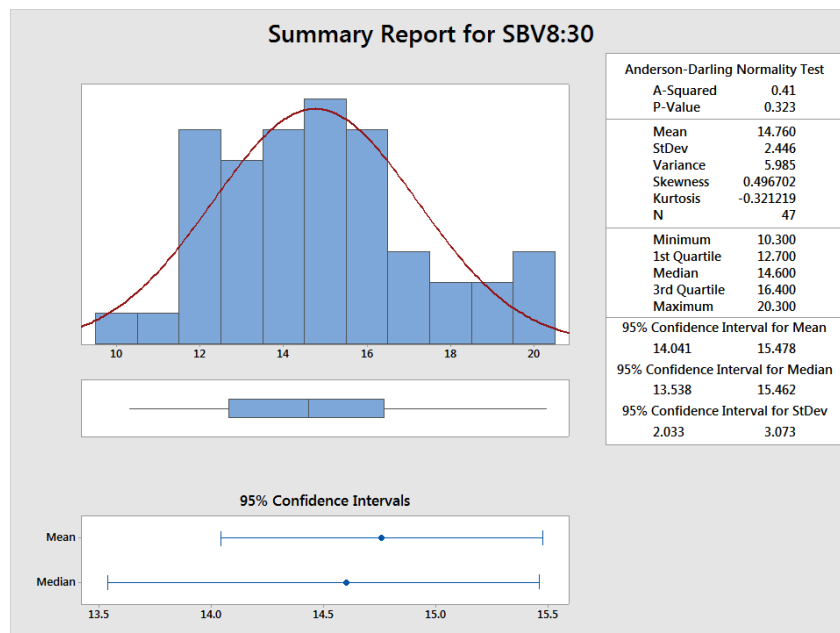 Summary Report for SBV8:30
10 12 14 16 18 20
Anderson-Darling Normality Test
A-Squared 0.41
P-Value 0.323
Mean 14.760
StDev 2.446
Variance 5.985
Skewness 0.496702
Kurtosis -0.321219
N 47
Minimum 10.300
1st Quartile 12.700
Median 14.600
3rd Quartile 16.400
Maximum 20.300
95% Confidence Interval for Mean
14.041 15.478
95% Confidence Interval for Median
13.538 15.462
95% Confidence Interval for StDev
2.033 3.073
95% Confidence Intervals
Mean
Median
13.5 14.0 14.5 15.0 15.5